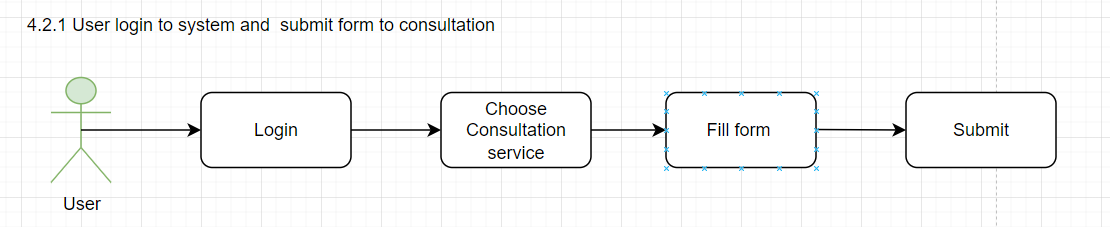 4.2.1 User login to system and  submit form to consultation
Login
Choose
Consultation
service
Fill form
Submit
User